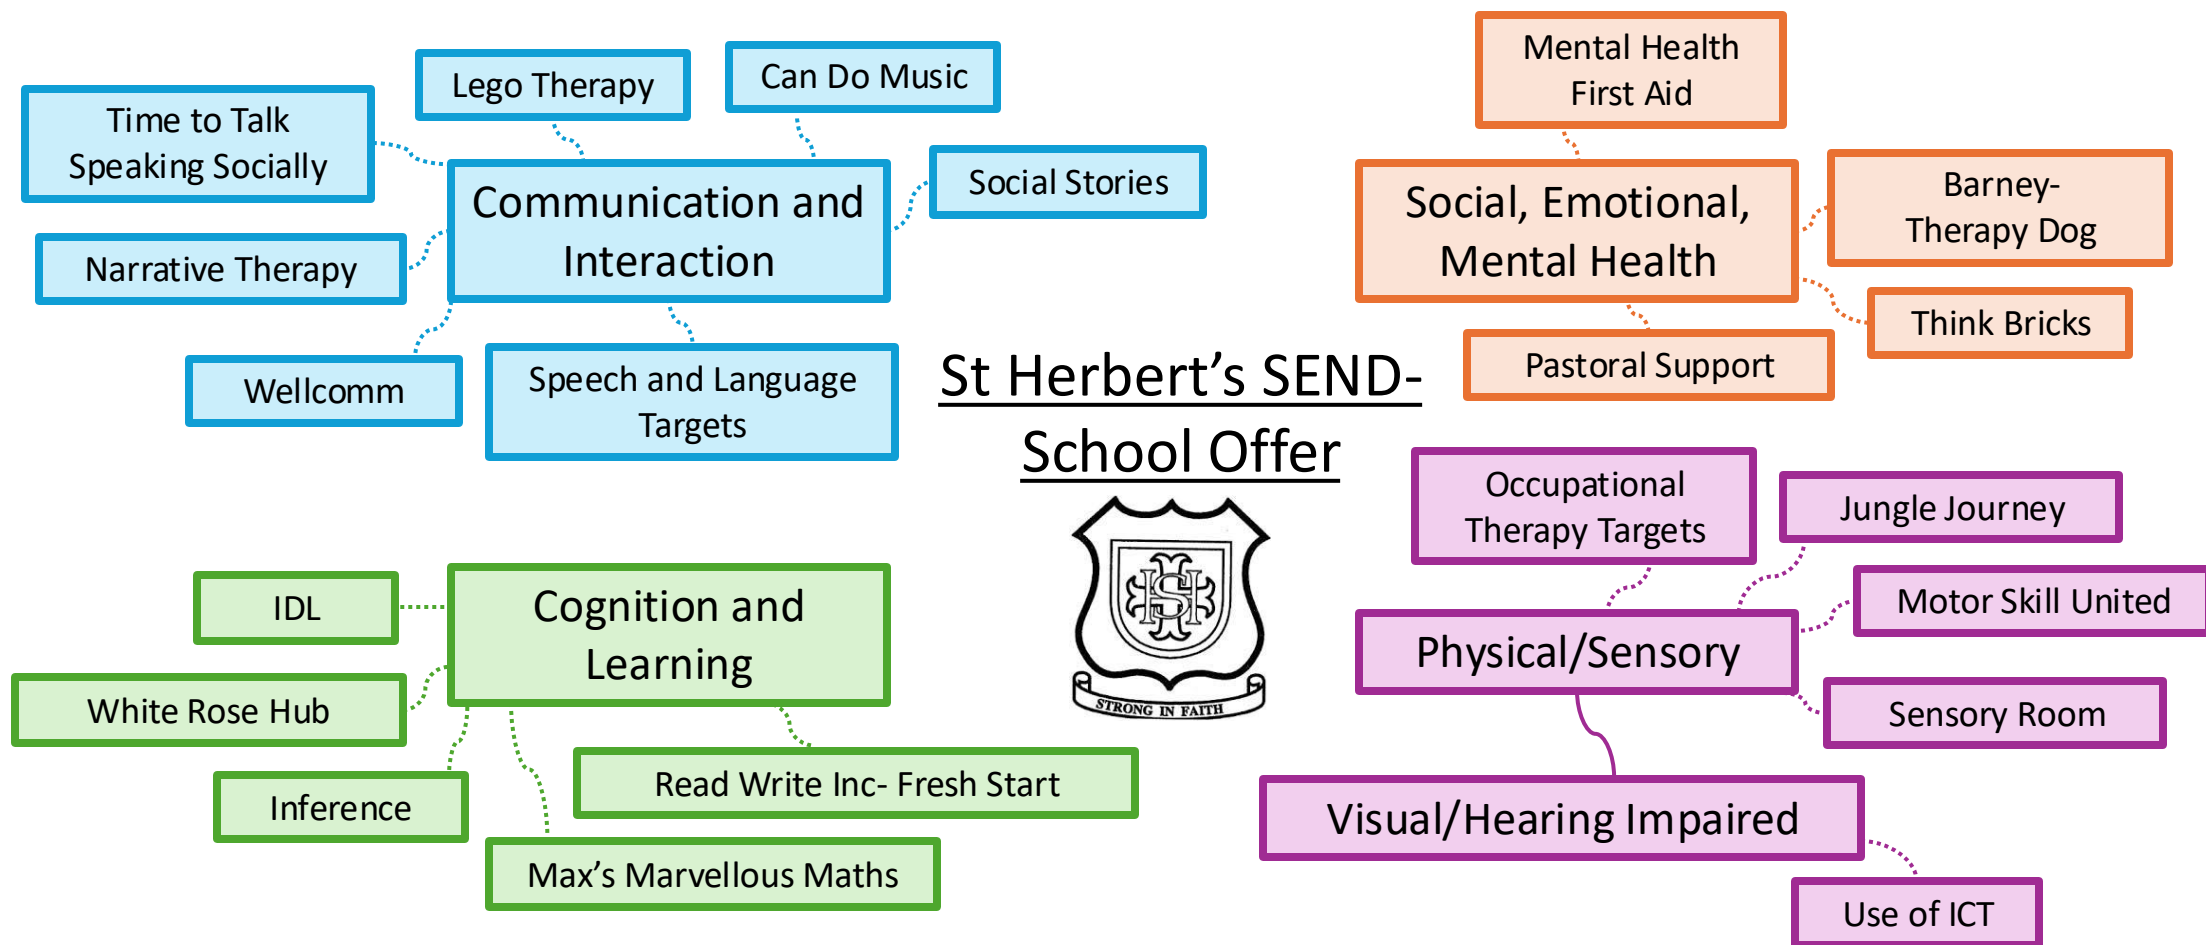 Lego Therapy
Can Do Music
Time to Talk
Speaking Socially
Social Stories
Communication and
Interaction
Narrative Therapy
Wellcomm
Speech and Language
Targets
Mental Health
First Aid
Social, Emotional,
Mental Health
Barney-
Therapy Dog
Think Bricks
Pastoral Support
St Herbert’s SEND-
School Offer
STRONG IN FAITH
IDL
Cognition and
Learning
White Rose Hub
Inference
Read Write Inc- Fresh Start
Max’s Marvellous Maths
Occupational
Therapy Targets
Jungle Journey
Motor Skill United
Physical/Sensory
Sensory Room
Visual/Hearing Impaired
Use of ICT